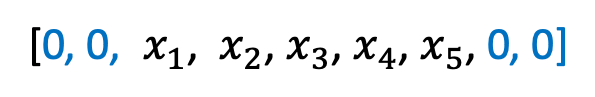 [0, 0, x₁, x₂, x₃, x₄, x₅, 0, 0]